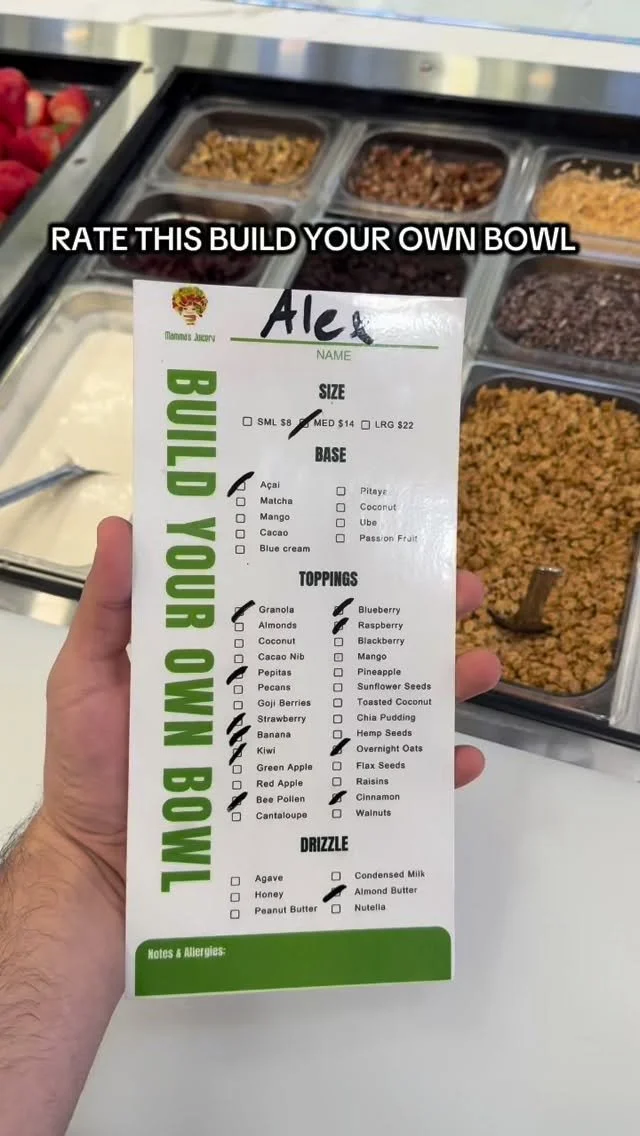 RATE THIS BUILD YOUR OWN BOWL
Mamma's Juicery
Alex
NAME
BUILD YOUR OWN BOWL
SIZE
SML $8 MED $14 LRG $22
BASE
Açai
Matcha
Mango
Cacao
Blue cream
Pitaya
Coconut
Ube
Passion Fruit
TOPPINGS
Granola
Almonds
Coconut
Cacao Nib
Pepitas
Pecans
Goji Berries
Strawberry
Banana
Kiwi
Green Apple
Red Apple
Bee Pollen
Cantaloupe
Blueberry
Raspberry
Blackberry
Mango
Pineapple
Sunflower Seeds
Toasted Coconut
Chia Pudding
Hemp Seeds
Overnight Oats
Flax Seeds
Raisins
Cinnamon
Walnuts
DRIZZLE
Agave
Honey
Peanut Butter
Condensed Milk
Almond Butter
Nutella
Notes & Allergies: